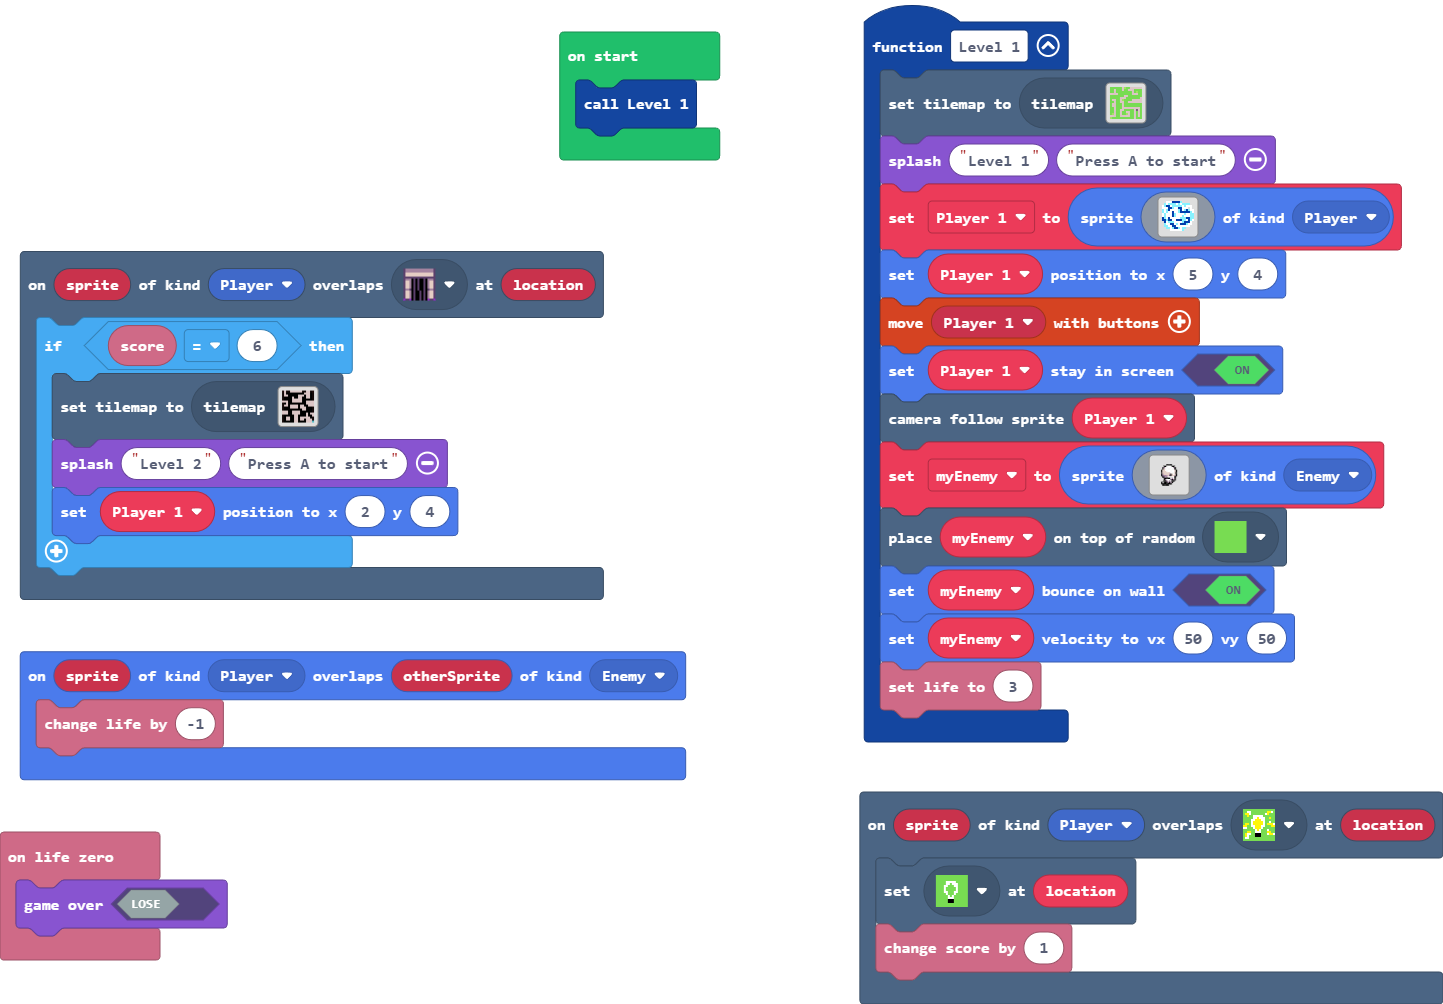 on start
call Level 1
on sprite of kind Player overlaps at location
if score = 6 then
set tilemap to tilemap
splash "Level 2" "Press A to start"
set Player 1 position to x 2 y 4
on sprite of kind Player overlaps otherSprite of kind Enemy
change life by -1
on life zero
game over LOSE
function Level 1
set tilemap to tilemap
splash "Level 1" "Press A to start"
set Player 1 to sprite of kind Player
set Player 1 position to x 5 y 4
move Player 1 with buttons
set Player 1 stay in screen ON
camera follow sprite Player 1
set myEnemy to sprite of kind Enemy
place myEnemy on top of random
set myEnemy bounce on wall ON
set myEnemy velocity to vx 50 vy 50
set life to 3
on sprite of kind Player overlaps at location
set at location
change score by 1